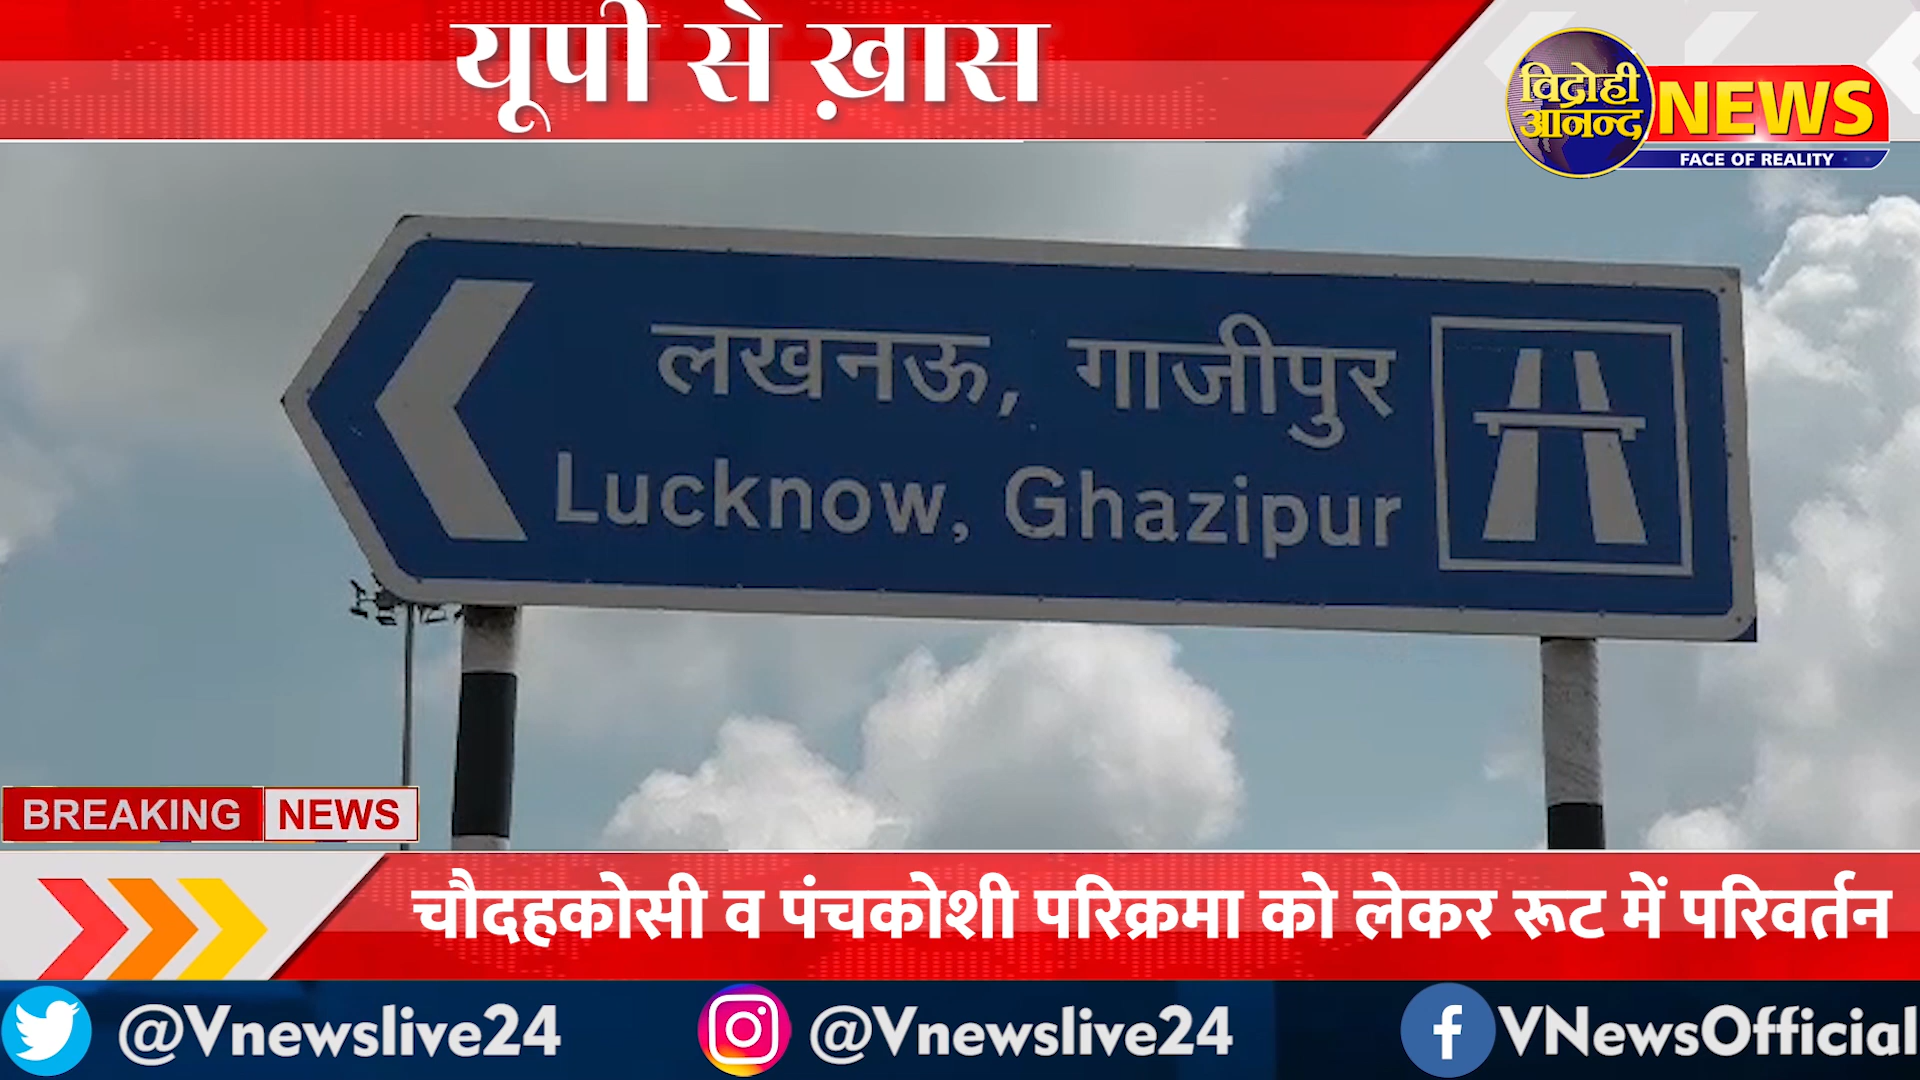 यूपी से ख़ास
विद्रोही
आनन्द
NEWS
FACE OF REALITY
लखनऊ, गाजीपुर
Lucknow, Ghazipur
BREAKING NEWS
चौदहकोसी व पंचकोशी परिक्रमा को लेकर रूट में परिवर्तन
@Vnewslive24
@Vnewslive24
VNewsOfficial